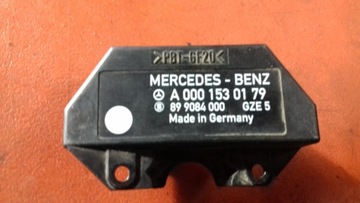 >PBT-GF20<
MERCEDES - BENZ
A 000 153 01 79
89 9084 000 GZE 5
Made in Germany